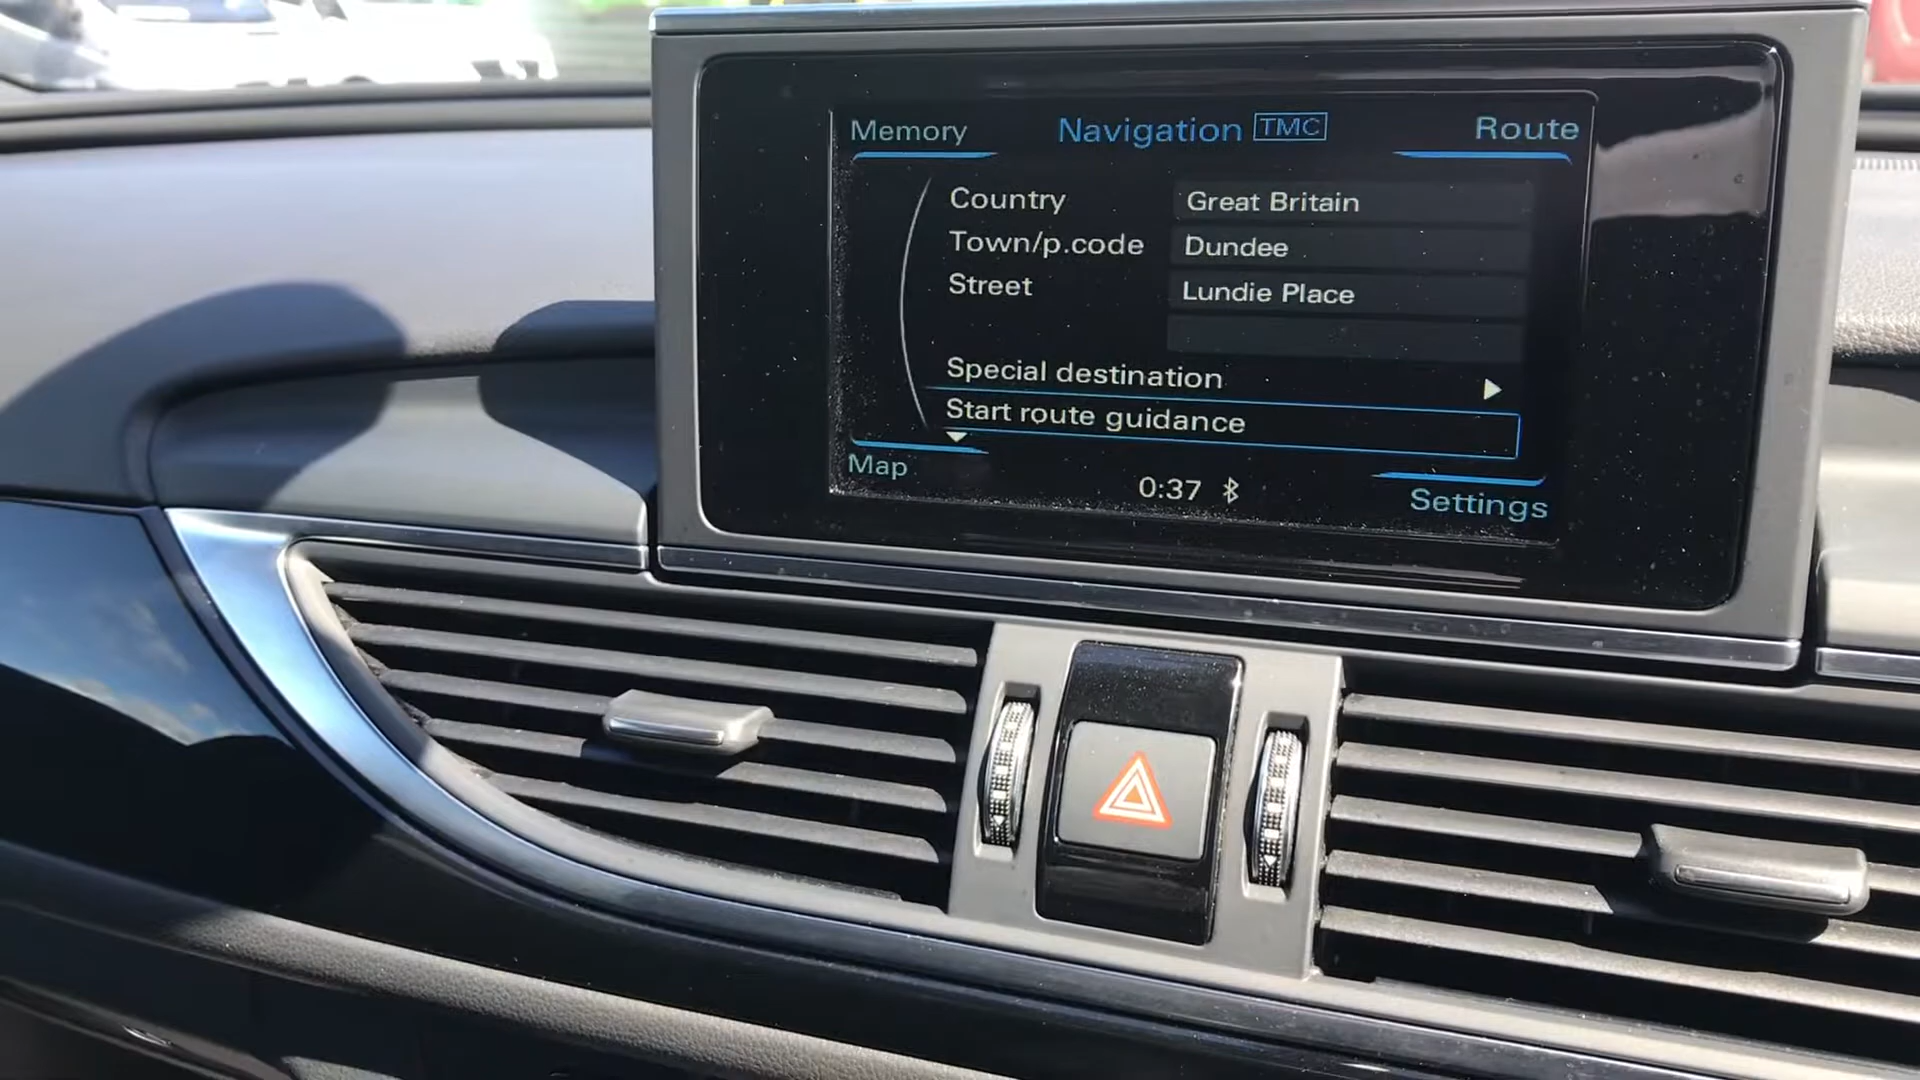 Memory Navigation TMC Route
Country Great Britain
Town/p.code Dundee
Street Lundie Place
Special destination
Start route guidance
Map 0:37 Settings